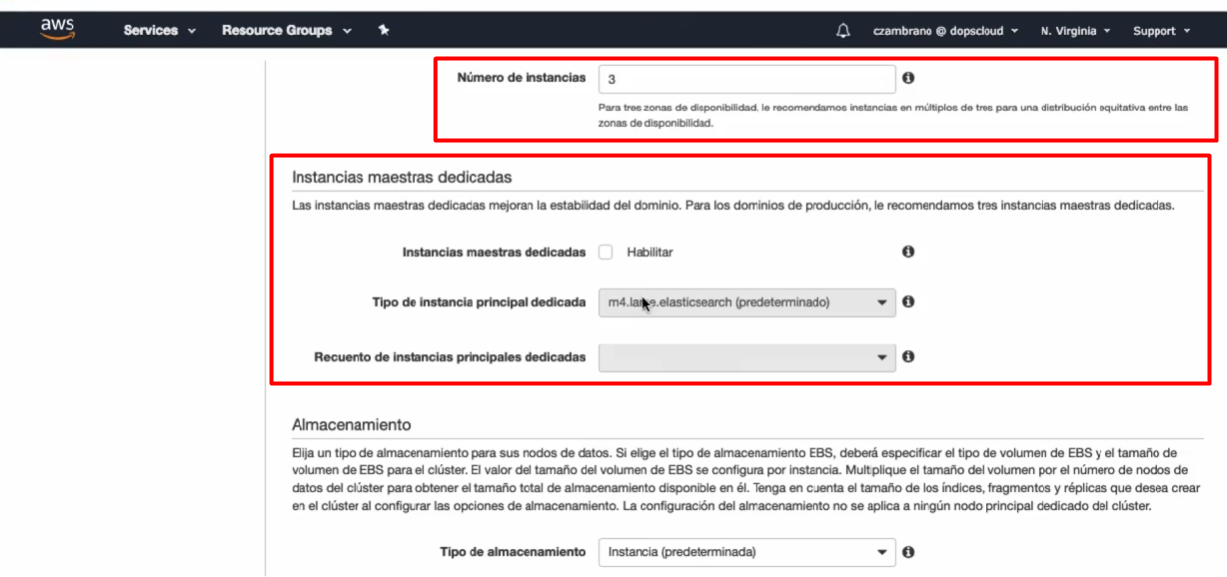 aws
Services
Resource Groups
czambrano @ dopscloud
N. Virginia
Support
Número de instancias
3
Para tres zonas de disponibilidad, le recomendamos instancias en múltiplos de tres para una distribución equitativa entre las
zonas de disponibilidad.
Instancias maestras dedicadas
Las instancias maestras dedicadas mejoran la estabilidad del dominio. Para los dominios de producción, le recomendamos tres instancias maestras dedicadas.
Instancias maestras dedicadas
Habilitar
Tipo de instancia principal dedicada
(predeterminado)
Recuento de instancias principales dedicadas
Almacenamiento
Elija un tipo de almacenamiento para sus nodos de datos. Si elige el tipo de almacenamiento EBS, deberá especificar el tipo de volumen de EBS y el tamaño de
volumen de EBS para el clúster. El valor del tamaño del volumen de EBS se configura por instancia. Multiplique el tamaño del volumen por el número de nodos de
datos del clúster para obtener el tamaño total de almacenamiento disponible en él. Tenga en cuenta el tamaño de los índices, fragmentos y réplicas que desea crear
en el clúster al configurar las opciones de almacenamiento. La configuración del almacenamiento no se aplica a ningún nodo principal dedicado del clúster.
Tipo de almacenamiento
Instancia (predeterminada)